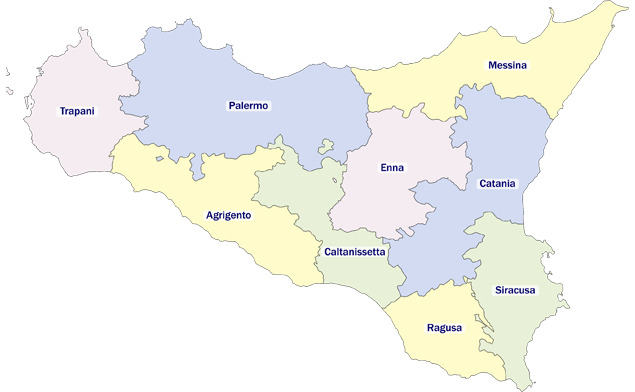 Messina
Palermo
Trapani
Enna
Catania
Agrigento
Caltanissetta
Siracusa
Ragusa